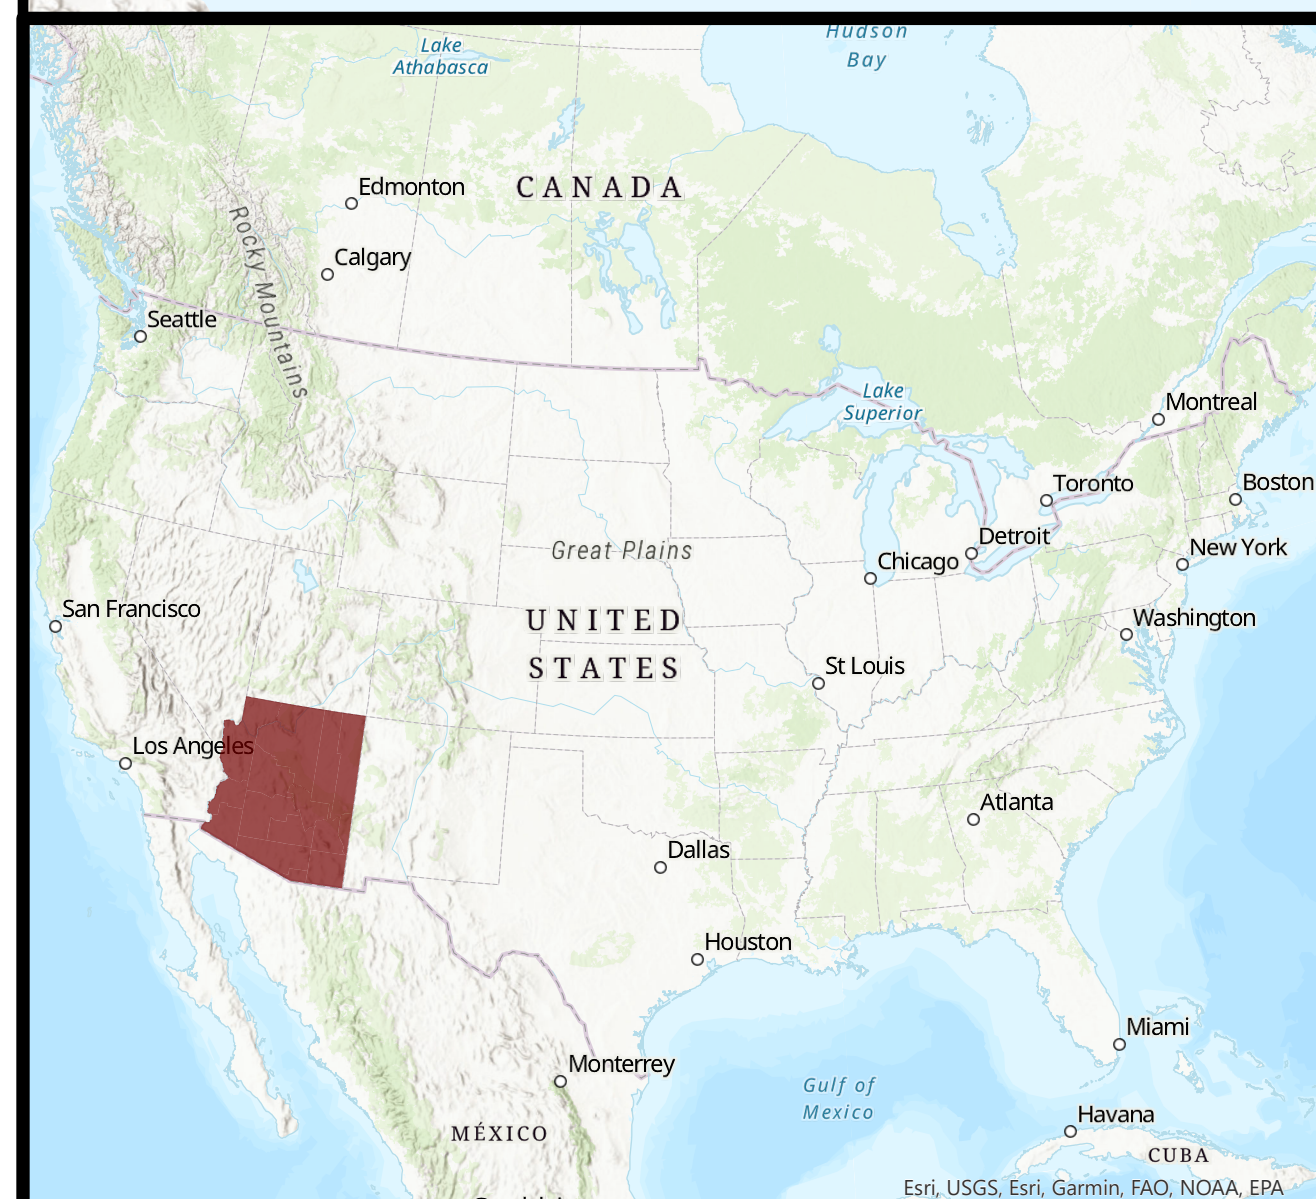 Hudson
Bay
Lake
Athabasca
Edmonton
CANADA
Rocky Mountains
Calgary
Seattle
Lake
Superior
Montreal
Toronto
Boston
Detroit
Great Plains
New York
Chicago
San Francisco
UNITED
STATES
Washington
St Louis
Los Angeles
Atlanta
Dallas
Houston
Miami
Monterrey
Gulf of
Mexico
Havana
MÉXICO
CUBA
Esri, USGS, Esri, Garmin, FAO, NOAA, EPA